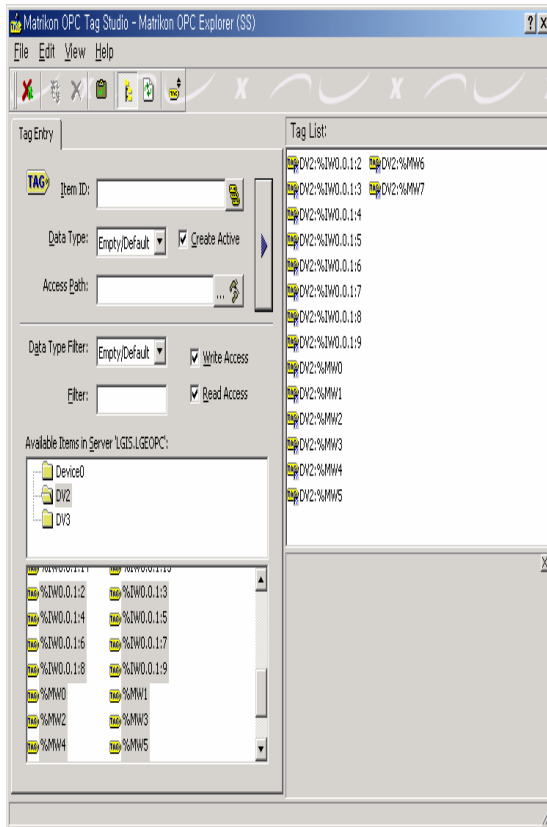 Matrikon OPC Tag Studio - Matrikon OPC Explorer (SS)
File Edit View Help
Tag Entry
TAG
Item ID:
Data Type: Empty/Default Create Active
Access Path: ...
Data Type Filter: Empty/Default Write Access
Filter: Read Access
Available Items in Server 'LGIS.LGEOPC':
Device0
DV2
DV3
%IW0.0.1:2 %IW0.0.1:3
%IW0.0.1:4 %IW0.0.1:5
%IW0.0.1:6 %IW0.0.1:7
%IW0.0.1:8 %IW0.0.1:9
%MW0 %MW1
%MW2 %MW3
%MW4 %MW5
Tag List:
DV2:%IW0.0.1:2 DV2:%MW6
DV2:%IW0.0.1:3 DV2:%MW7
DV2:%IW0.0.1:4
DV2:%IW0.0.1:5
DV2:%IW0.0.1:6
DV2:%IW0.0.1:7
DV2:%IW0.0.1:8
DV2:%IW0.0.1:9
DV2:%MW0
DV2:%MW1
DV2:%MW2
DV2:%MW3
DV2:%MW4
DV2:%MW5